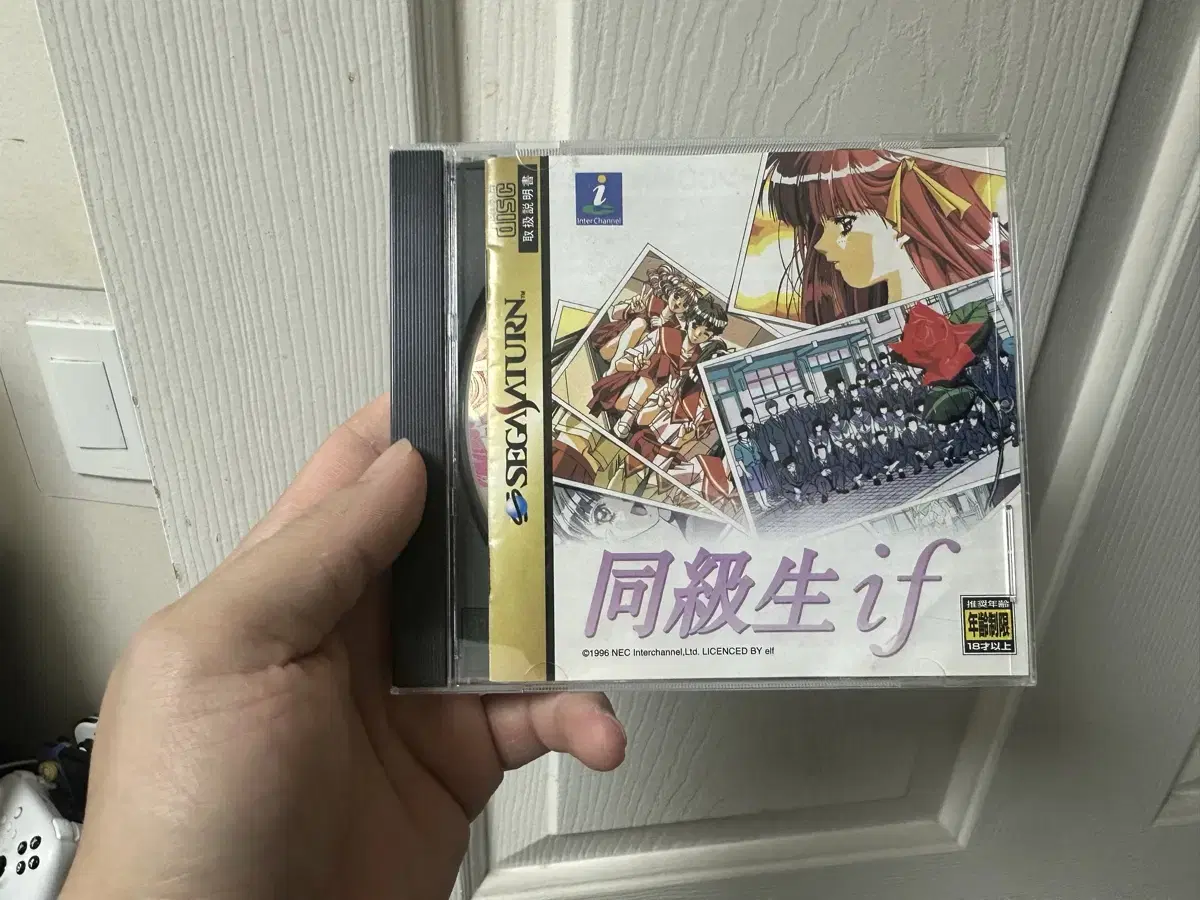 DISC
取扱説明書
SEGA SATURN™
i
InterChannel
同級生if
©1996 NEC Interchannel,Ltd. LICENCED BY elf
推奨年齢
年齢制限
18才以上